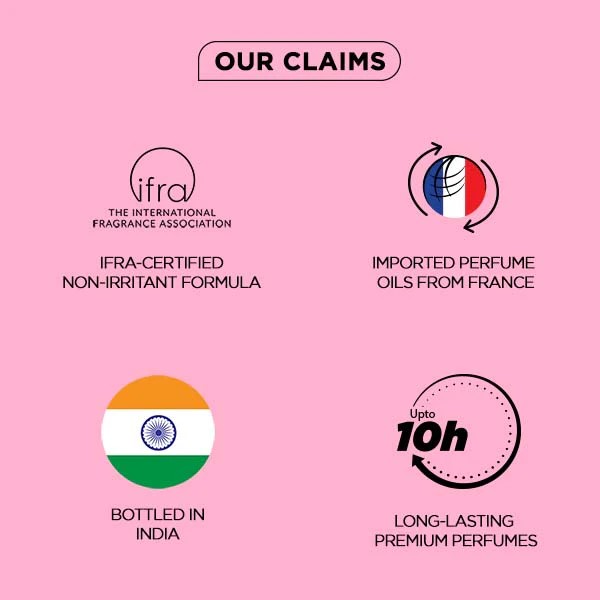 OUR CLAIMS
ifra
THE INTERNATIONAL
FRAGRANCE ASSOCIATION
IFRA-CERTIFIED
NON-IRRITANT FORMULA
IMPORTED PERFUME
OILS FROM FRANCE
BOTTLED IN
INDIA
Upto
10h
LONG-LASTING
PREMIUM PERFUMES